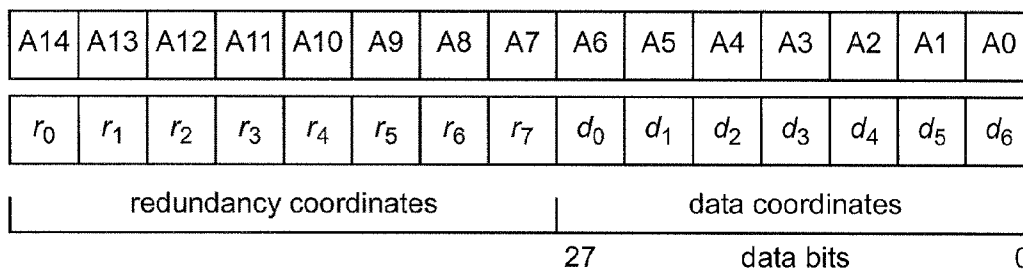 A14 A13 A12 A11 A10 A9 A8 A7 A6 A5 A4 A3 A2 A1 A0
r0 r1 r2 r3 r4 r5 r6 r7 d0 d1 d2 d3 d4 d5 d6
redundancy coordinates data coordinates
27 data bits 0